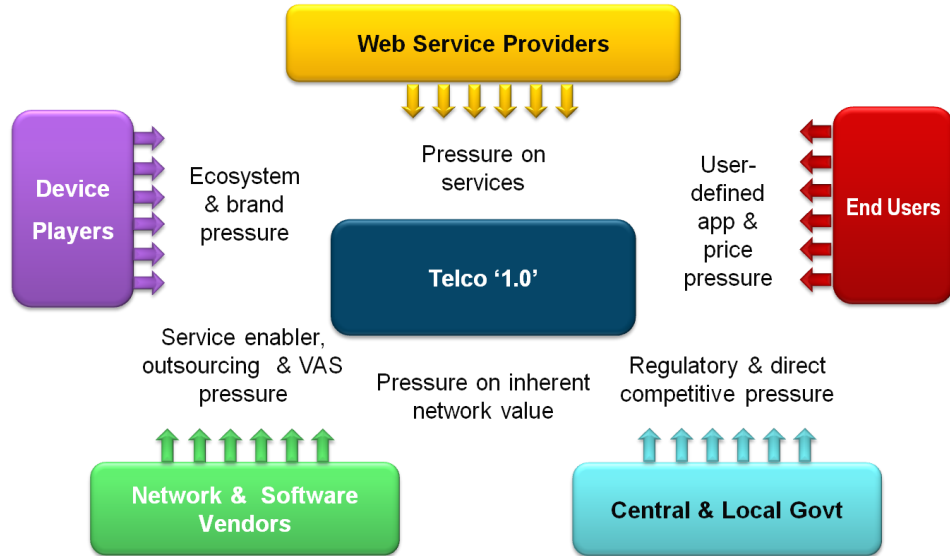 Web Service Providers
Pressure on
services
Device
Players
Ecosystem
& brand
pressure
User-
defined
app &
price
pressure
End Users
Telco ‘1.0’
Service enabler,
outsourcing & VAS
pressure
Pressure on inherent
network value
Regulatory & direct
competitive pressure
Network & Software
Vendors
Central & Local Govt